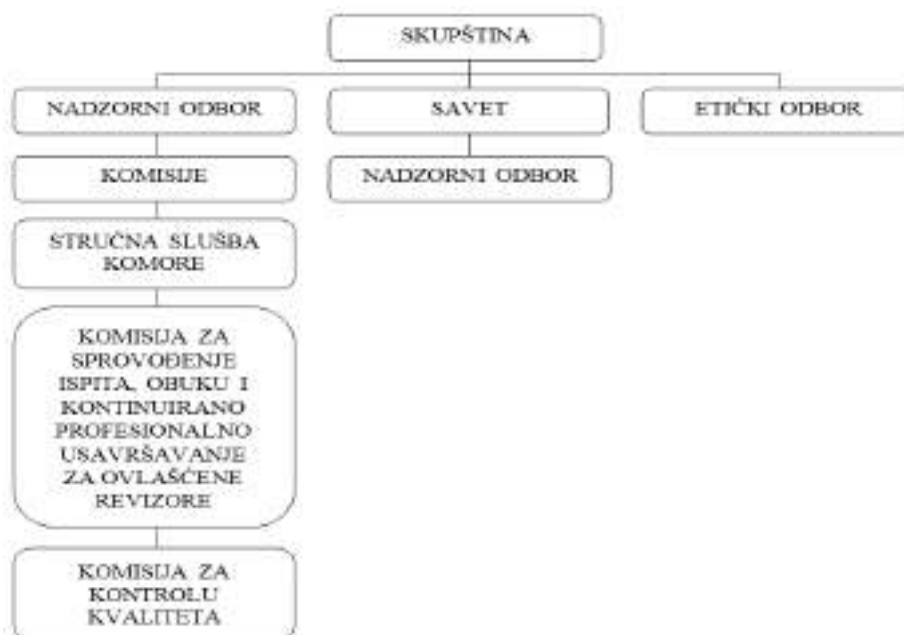 SKUPŠTINA
NADZORNI ODBOR
SAVET
ETIČKI ODBOR
KOMISIJE
NADZORNI ODBOR
STRUČNA SLUŠBA
KOMORE
KOMISIJA ZA
SPROVOĐENJE
ISPITA, OBUKU I
KONTINUIRANO
PROFESIONALNO
USAVRŠAVANJE
ZA OVLAŠĆENE
REVIZORE
KOMISIJA ZA
KONTROLU
KVALITETA